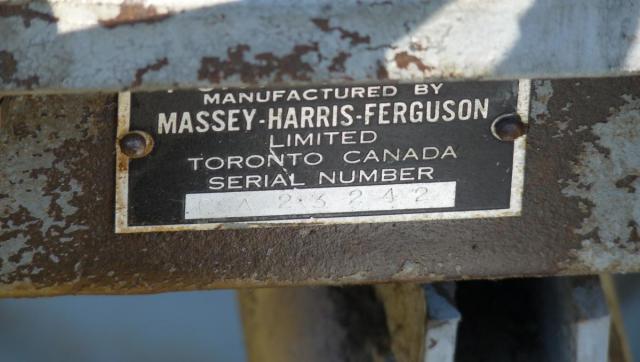 MANUFACTURED BY
MASSEY-HARRIS-FERGUSON
LIMITED
TORONTO CANADA
SERIAL NUMBER
A 23242